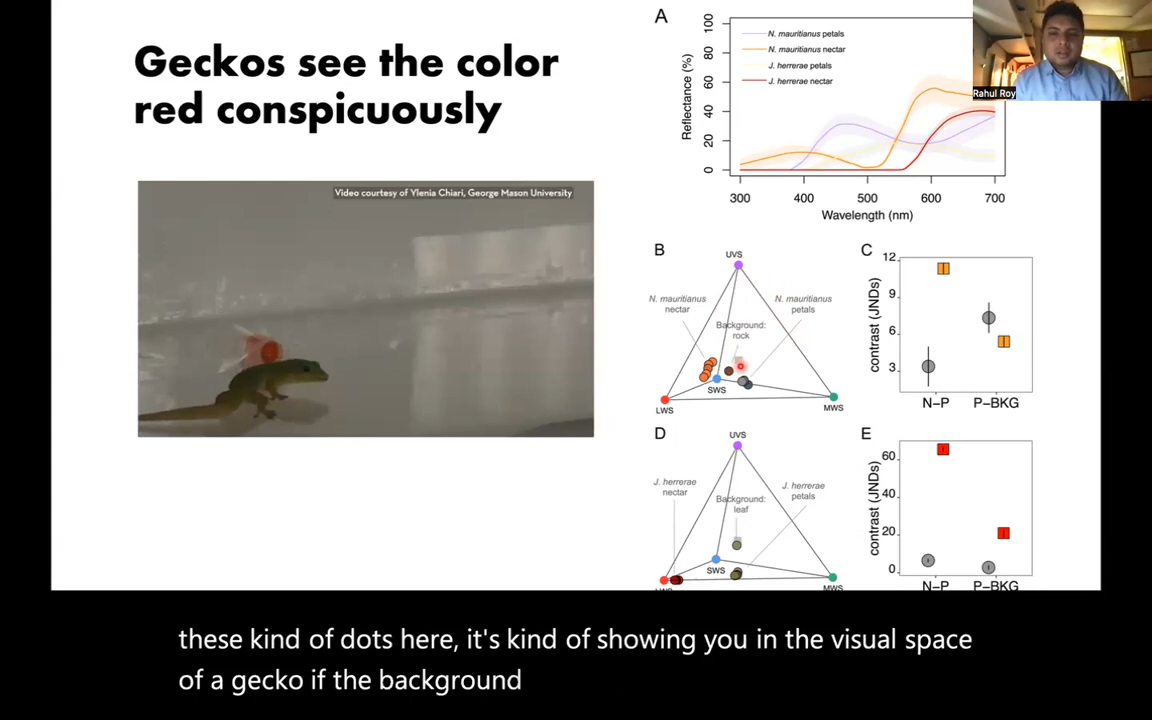 Geckos see the color
red conspicuously
Video courtesy of Ylenia Chiari, George Mason University
A
Reflectance (%)
100
80
60
40
20
0
N. mauritianus petals
N. mauritianus nectar
J. herrerae petals
J. herrerae nectar
300 400 500 600 700
Wavelength (nm)
Rahul Roy
B
UVS
N. mauritianus
nectar
N. mauritianus
petals
Background:
rock
SWS
LWS
MWS
C
contrast (JNDs)
12
9
6
3
N-P P-BKG
D
UVS
J. herrerae
nectar
J. herrerae
petals
Background:
leaf
SWS
LWS
MWS
E
contrast (JNDs)
60
40
20
0
N-P P-BKG
these kind of dots here, it's kind of showing you in the visual space
of a gecko if the background